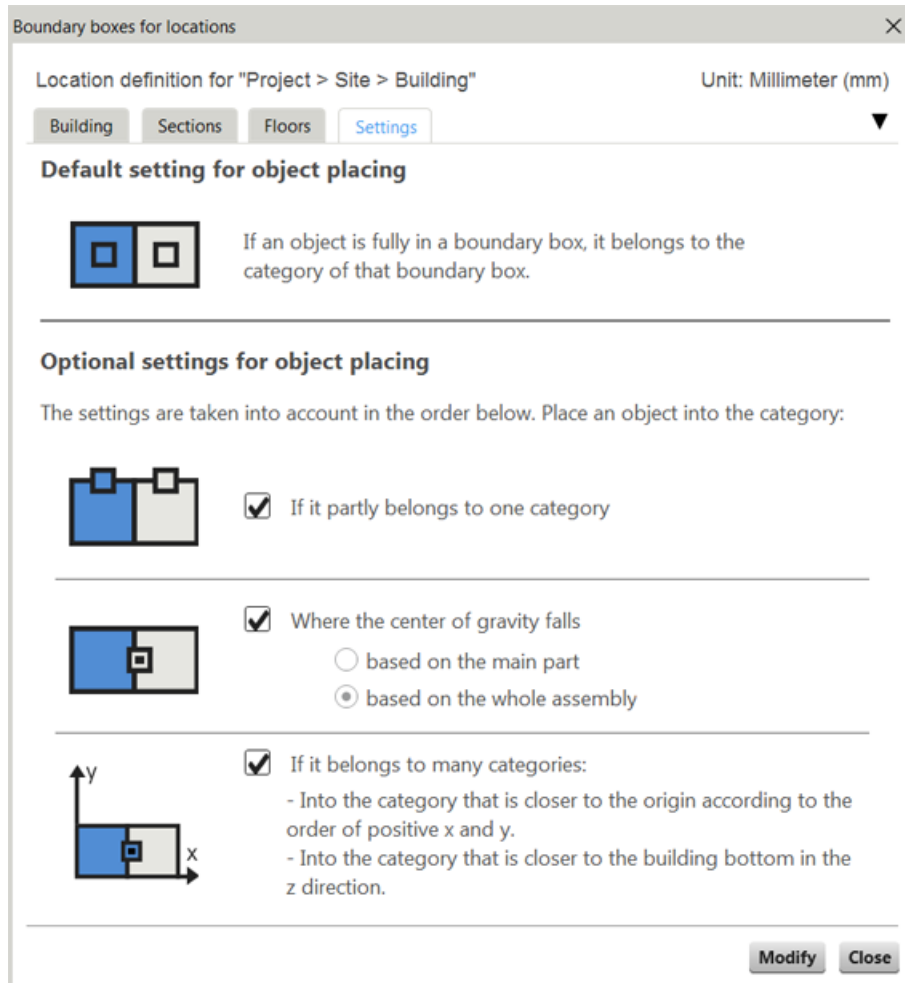 Boundary boxes for locations
Location definition for "Project > Site > Building" Unit: Millimeter (mm)
Building Sections Floors Settings
Default setting for object placing
If an object is fully in a boundary box, it belongs to the
category of that boundary box.
Optional settings for object placing
The settings are taken into account in the order below. Place an object into the category:
If it partly belongs to one category
Where the center of gravity falls
based on the main part
based on the whole assembly
y
x
If it belongs to many categories:
- Into the category that is closer to the origin according to the
order of positive x and y.
- Into the category that is closer to the building bottom in the
z direction.
Modify Close